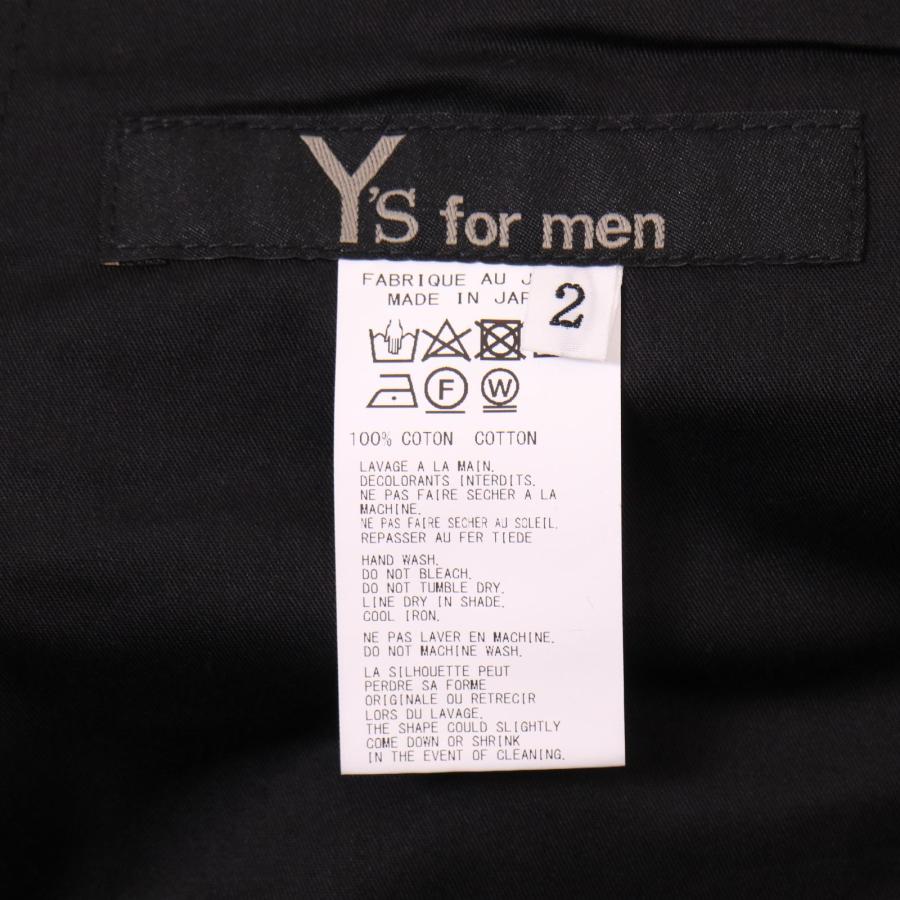 Y'S for men
2
FABRIQUE AU
MADE IN
F
W
100% COTON COTTON
LAVAGE A LA MAIN.
DECOLORANTS INTERDITS.
NE PAS FAIRE SECHER A LA
MACHINE.
NE PAS FAIRE SECHER AU SOLEIL.
REPASSER AU FER TIEDE
HAND WASH.
DO NOT BLEACH.
DO NOT TUMBLE DRY.
LINE DRY IN SHADE.
COOL IRON.
NE PAS LAVER EN MACHINE.
DO NOT MACHINE WASH.
LA SILHOUETTE PEUT
PERDRE SA FORME
ORIGINALE OU RETRECIR
LORS DU LAVAGE.
THE SHAPE COULD SLIGHTLY
COME DOWN OR SHRINK
IN THE EVENT OF CLEANING.